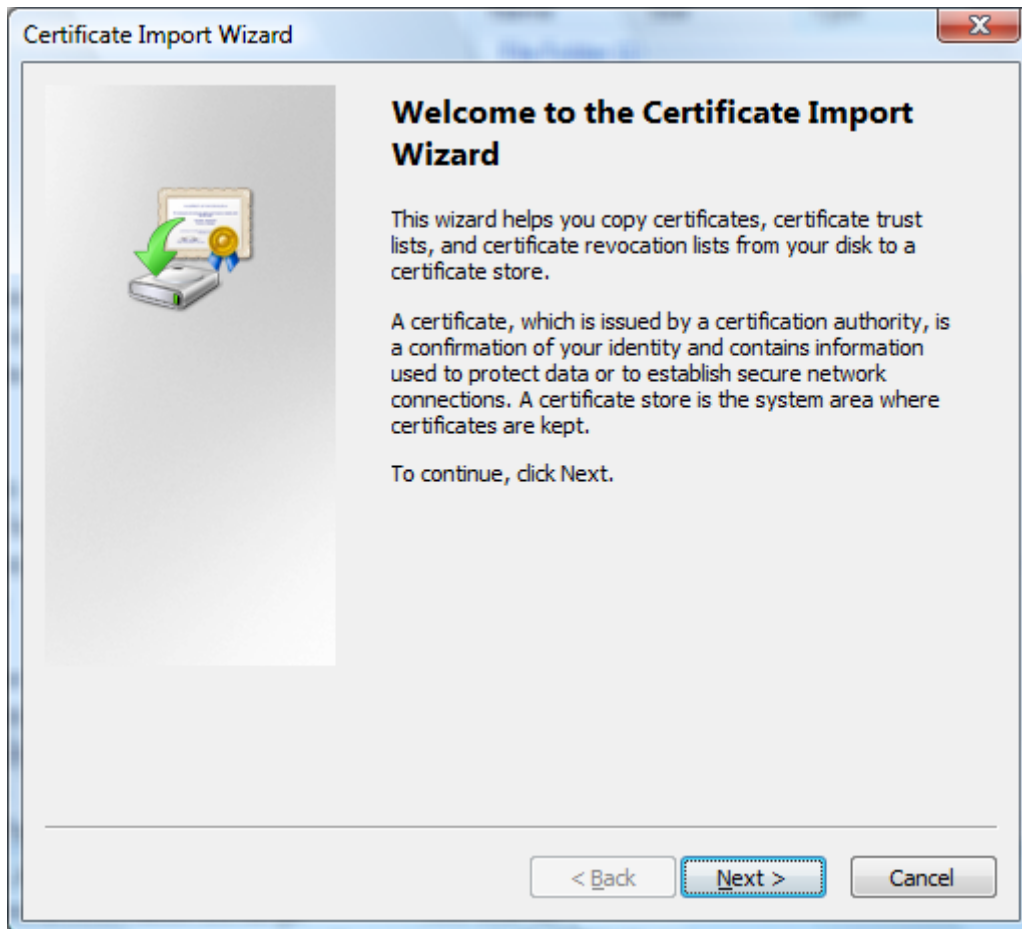 Certificate Import Wizard
Welcome to the Certificate Import
Wizard
This wizard helps you copy certificates, certificate trust
lists, and certificate revocation lists from your disk to a
certificate store.
A certificate, which is issued by a certification authority, is
a confirmation of your identity and contains information
used to protect data or to establish secure network
connections. A certificate store is the system area where
certificates are kept.
To continue, click Next.
< Back Next > Cancel